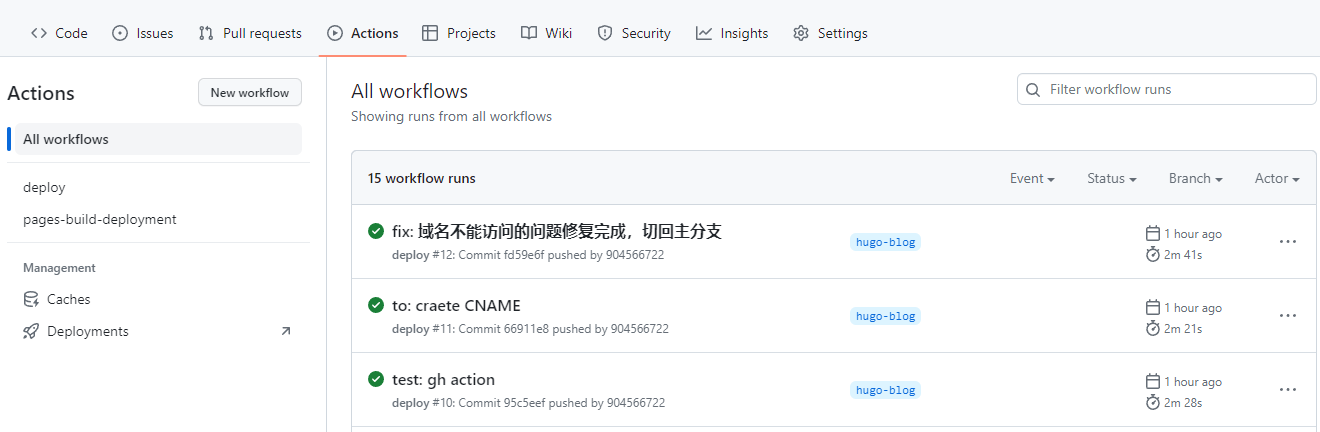 Code Issues Pull requests Actions Projects Wiki Security Insights Settings
Actions
New workflow
All workflows
deploy
pages-build-deployment
Management
Caches
Deployments
All workflows
Showing runs from all workflows
Filter workflow runs
15 workflow runs Event Status Branch Actor
fix: 域名不能访问的问题修复完成，切回主分支
deploy #12: Commit fd59e6f pushed by 904566722
hugo-blog
1 hour ago
2m 41s
to: craete CNAME
deploy #11: Commit 66911e8 pushed by 904566722
hugo-blog
1 hour ago
2m 21s
test: gh action
deploy #10: Commit 95c5eef pushed by 904566722
hugo-blog
1 hour ago
2m 28s